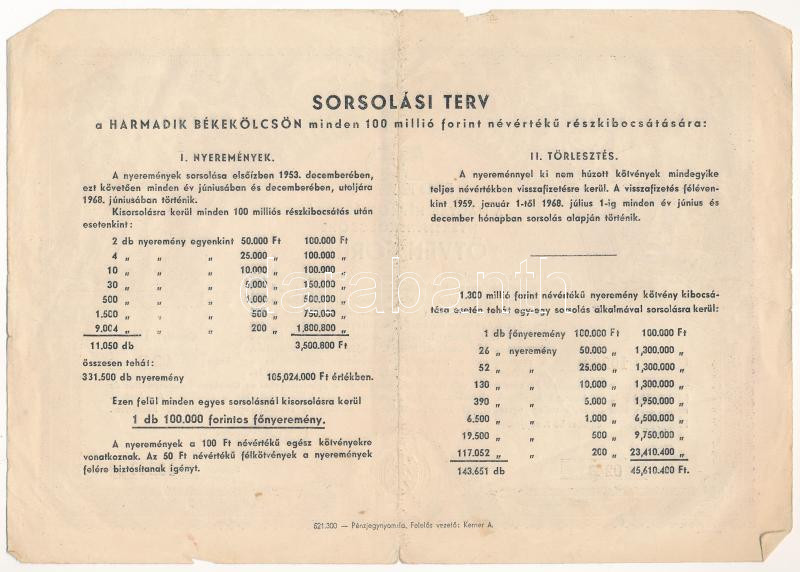 SORSOLÁSI TERV
a HARMADIK BÉKEKÖLCSÖN minden 100 millió forint névértékű részkibocsátására:
I. NYEREMÉNYEK.
A nyeremények sorsolása elsőízben 1953. decemberében,
ezt követően minden év júniusában és decemberében, utoljára
1968. júniusában történik.
Kisorsolásra kerül minden 100 milliós részkibocsátás után
esetenkint:
2 db nyeremény egyenkint 50.000 Ft 100.000 Ft
4 „ „ „ 25.000 „ 100.000 „
10 „ „ „ 10.000 „ 100.000 „
30 „ „ „ 5,000 „ 150.000 „
500 „ „ „ 1,000 „ 500.000 „
1.500 „ „ „ 500 „ 750.000 „
9.004 „ „ „ 200 „ 1,800.800 „
11.050 db 3,500.800 Ft
összesen tehát:
331.500 db nyeremény 105,024.000 Ft értékben.
Ezen felül minden egyes sorsolásnál kisorsolásra kerül
1 db 100.000 forintos főnyeremény.
A nyeremények a 100 Ft névértékű egész kötvényekre
vonatkoznak. Az 50 Ft névértékű félkötvények a nyeremények
felére biztosítanak igényt.
II. TÖRLESZTÉS.
A nyereménnyel ki nem húzott kötvények mindegyike
teljes névértékben visszafizetésre kerül. A visszafizetés féléven-
kint 1959. január 1-től 1968. július 1-ig minden év június és
december hónapban sorsolás alapján történik.
1,300 millió forint névértékű nyeremény kötvény kibocsá-
tása esetén tehát egy-egy sorsolás alkalmával sorsolásra kerül:
1 db főnyeremény 100.000 Ft 100.000 Ft
26 „ nyeremény 50.000 „ 1,300.000 „
52 „ „ 25.000 „ 1,300.000 „
130 „ „ 10.000 „ 1,300.000 „
390 „ „ 5.000 „ 1,950.000 „
6.500 „ „ 1.000 „ 6,500.000 „
19.500 „ „ 500 „ 9,750.000 „
117.052 „ „ 200 „ 23,410.400 „
143.651 db 45,610.400 Ft.
521.300 — Pénzjegynyomda, Felelős vezető: Kerner A.
darabanth